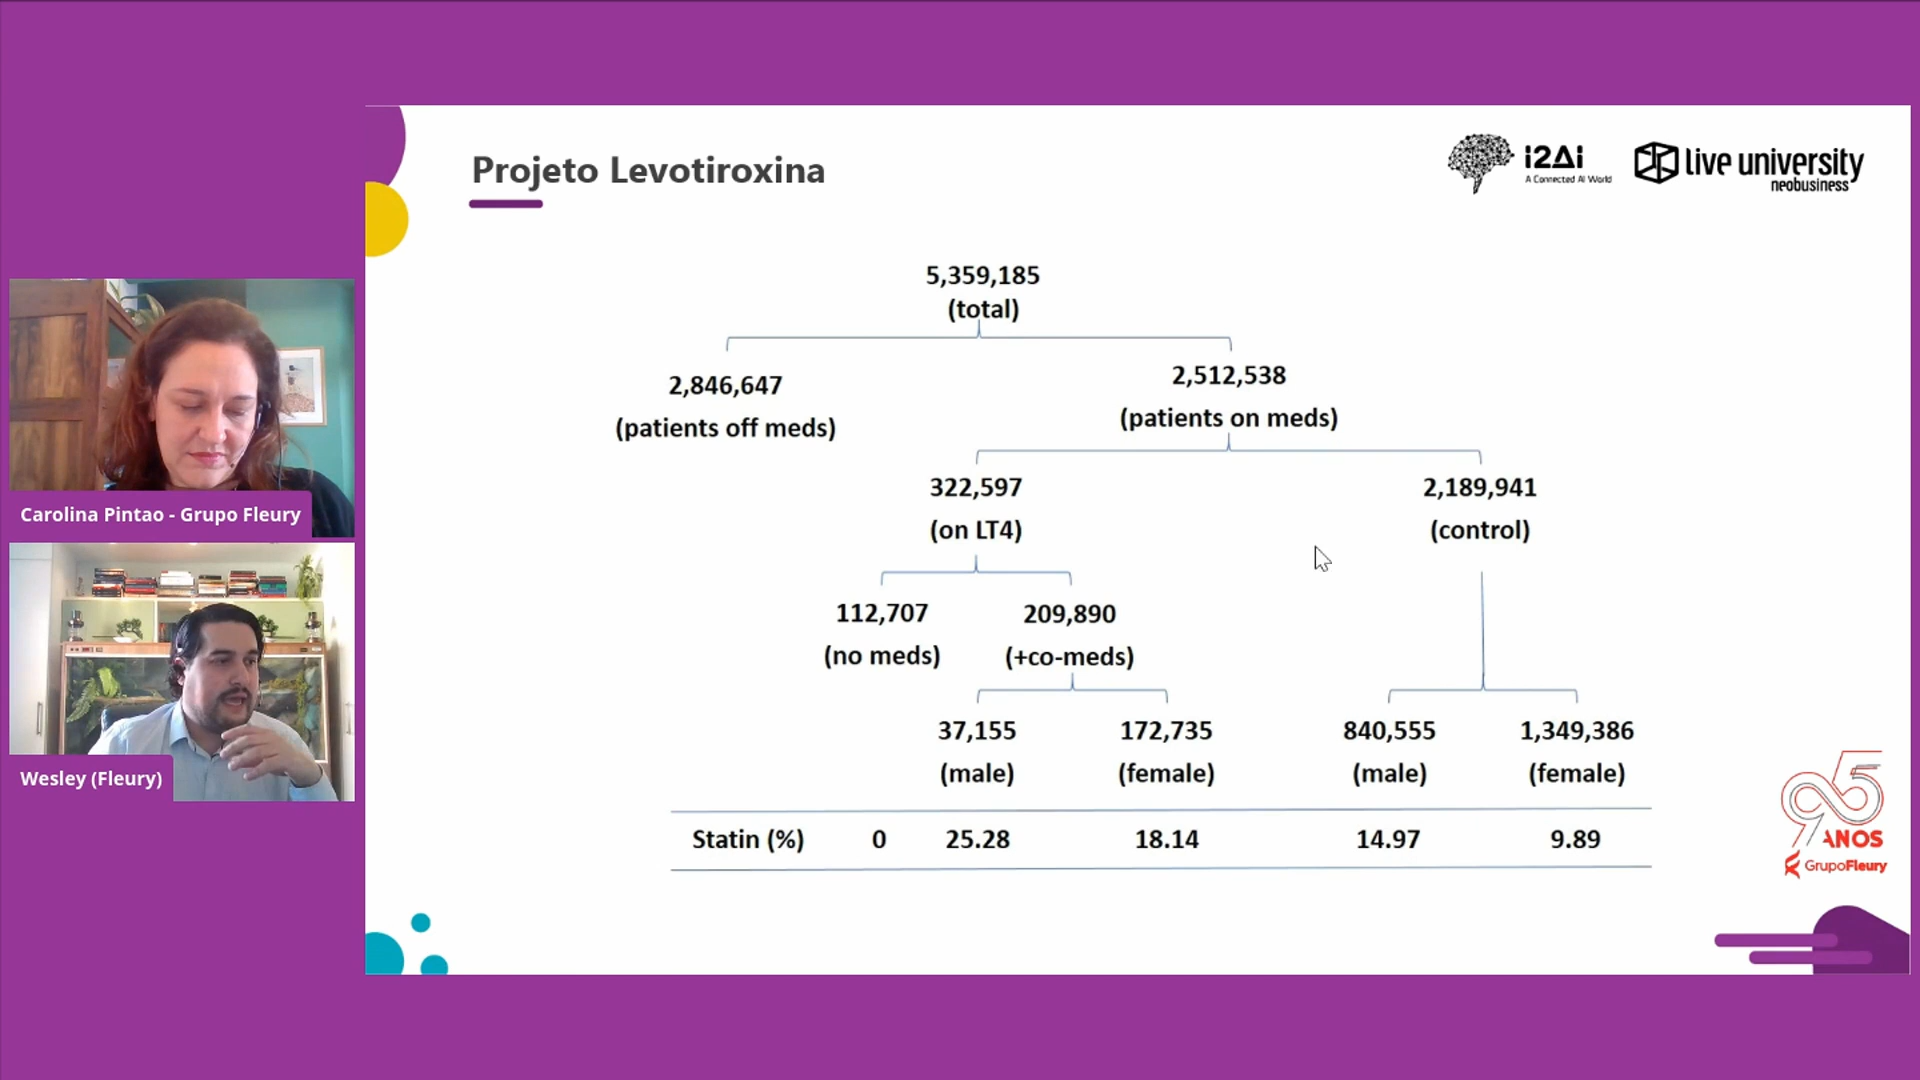 Projeto Levotiroxina
i2Ai
A Connected AI World
live university
neobusiness
5,359,185
(total)
2,846,647
(patients off meds)
2,512,538
(patients on meds)
322,597
(on LT4)
2,189,941
(control)
112,707
(no meds)
209,890
(+co-meds)
37,155
(male)
172,735
(female)
840,555
(male)
1,349,386
(female)
Statin (%) 0 25.28 18.14 14.97 9.89
95
ANOS
GrupoFleury
Carolina Pintao - Grupo Fleury
Wesley (Fleury)